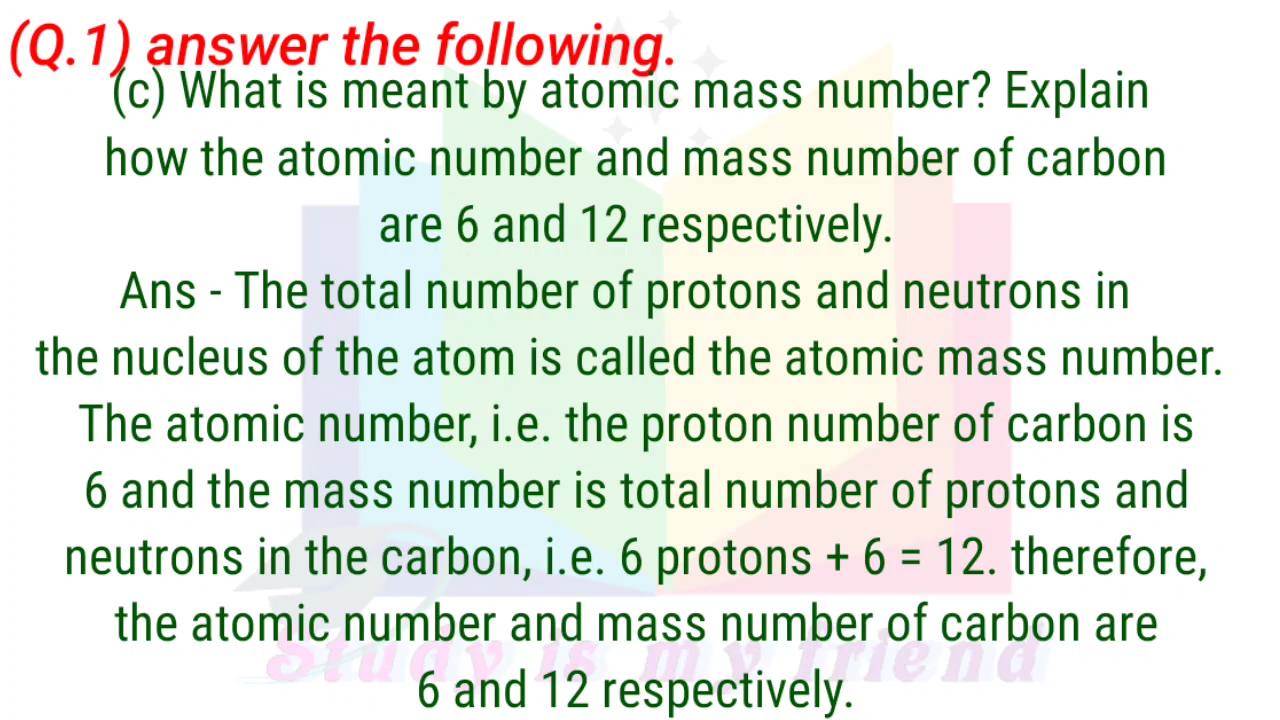 (Q.1) answer the following.
(c) What is meant by atomic mass number? Explain
how the atomic number and mass number of carbon
are 6 and 12 respectively.
Ans - The total number of protons and neutrons in
the nucleus of the atom is called the atomic mass number.
The atomic number, i.e. the proton number of carbon is
6 and the mass number is total number of protons and
neutrons in the carbon, i.e. 6 protons + 6 = 12. therefore,
the atomic number and mass number of carbon are
Study is my friend
6 and 12 respectively.